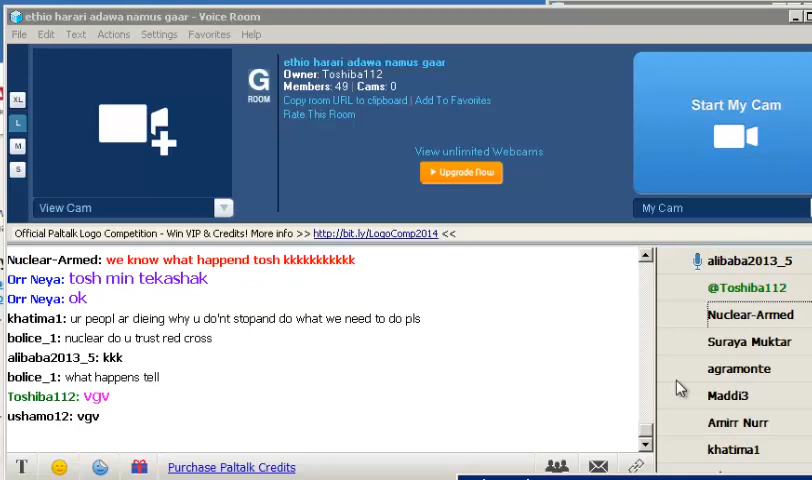 ethio harari adawa namus gaar - Voice Room
File Edit Text Actions Settings Favorites Help
ethio harari adawa namus gaar
Owner: Toshiba112
Members: 49 | Cams: 0
Copy room URL to clipboard | Add To Favorites
Rate This Room
G
ROOM
XL
L
M
S
View unlimited Webcams
Upgrade Now
Start My Cam
View Cam
My Cam
Official Paltalk Logo Competition - Win VIP & Credits! More info >> http://bit.ly/LogoComp2014 <<
Nuclear-Armed: we know what happend tosh kkkkkkkkkkk
Orr Neya: tosh min tekashak
Orr Neya: ok
khatima1: ur peopl ar dieing why u do'nt stopand do what we need to do pls
bolice_1: nuclear do u trust red cross
alibaba2013_5: kkk
bolice_1: what happens tell
Toshiba112: vgv
ushamo12: vgv
alibaba2013_5
@Toshiba112
Nuclear-Armed
Suraya Muktar
agramonte
Maddi3
Amirr Nurr
khatima1
T
Purchase Paltalk Credits